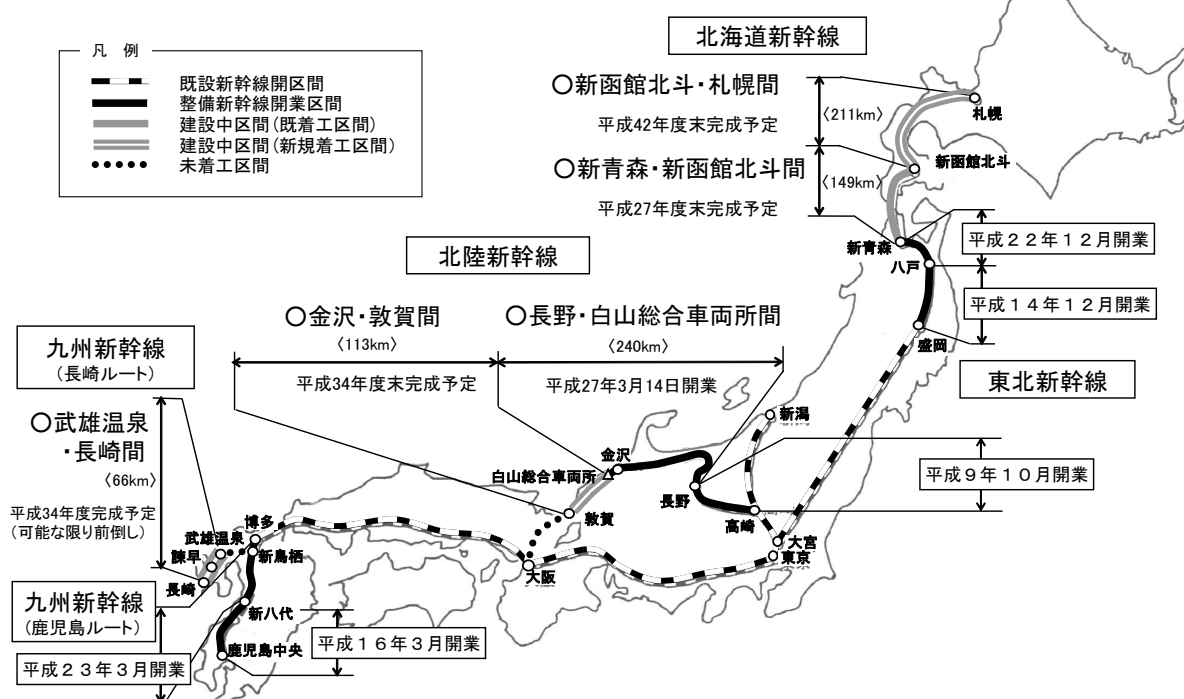 凡　例
既設新幹線開区間
整備新幹線開業区間
建設中区間(既着工区間)
建設中区間(新規着工区間)
未着工区間
北海道新幹線
○新函館北斗・札幌間
〈211km〉
平成42年度末完成予定
札幌
新函館北斗
○新青森・新函館北斗間
〈149km〉
平成27年度末完成予定
新青森
平成２２年１２月開業
八戸
平成１４年１２月開業
盛岡
東北新幹線
北陸新幹線
○金沢・敦賀間
〈113km〉
平成34年度末完成予定
○長野・白山総合車両所間
〈240km〉
平成27年3月14日開業
新潟
金沢
白山総合車両所
長野
平成９年１０月開業
敦賀
高崎
大宮
東京
大阪
九州新幹線
(長崎ルート)
○武雄温泉
・長崎間
〈66km〉
平成34年度完成予定
(可能な限り前倒し)
博多
武雄温泉
新鳥栖
諫早
長崎
九州新幹線
(鹿児島ルート)
新八代
平成１６年３月開業
鹿児島中央
平成２３年３月開業